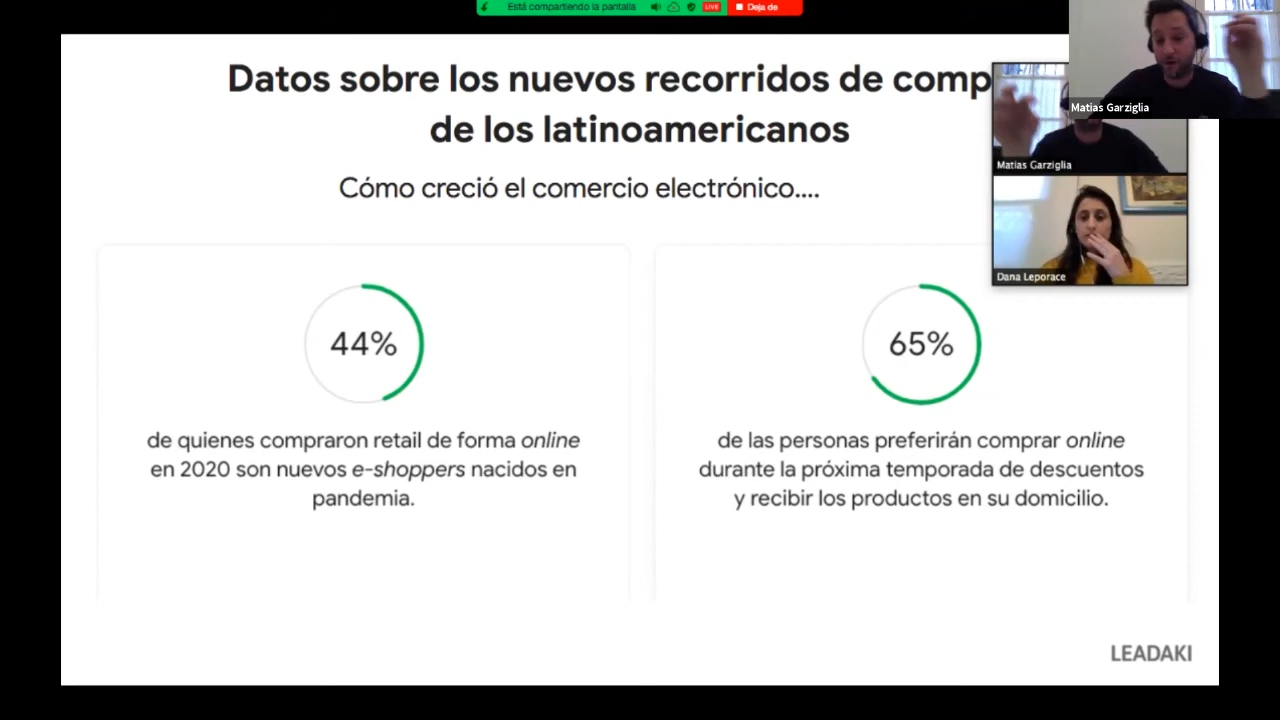 Está compartiendo la pantalla
LIVE
Deja de
Datos sobre los nuevos recorridos de comp
de los latinoamericanos
Cómo creció el comercio electrónico....
Matias Garziglia
Matias Garziglia
Dana Leporace
44%
de quienes compraron retail de forma online
en 2020 son nuevos e-shoppers nacidos en
pandemia.
65%
de las personas preferirán comprar online
durante la próxima temporada de descuentos
y recibir los productos en su domicilio.
LEADAKI